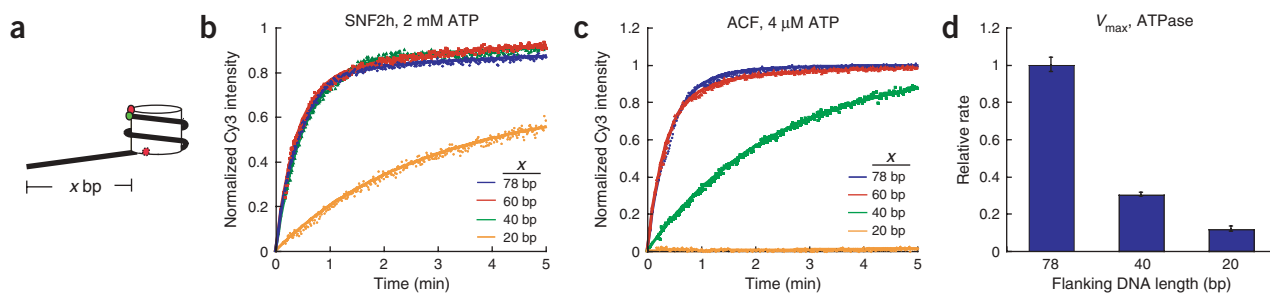 a
x bp
b
SNF2h, 2 mM ATP
Normalized Cy3 intensity
1
0.8
0.6
0.4
0.2
0
0 1 2 3 4 5
Time (min)
x
78 bp
60 bp
40 bp
20 bp
c
ACF, 4 μM ATP
Normalized Cy3 intensity
1.2
1
0.8
0.6
0.4
0.2
0
0 1 2 3 4 5
Time (min)
x
78 bp
60 bp
40 bp
20 bp
d
Vmax, ATPase
Relative rate
1.2
1
0.8
0.6
0.4
0.2
0
78 40 20
Flanking DNA length (bp)